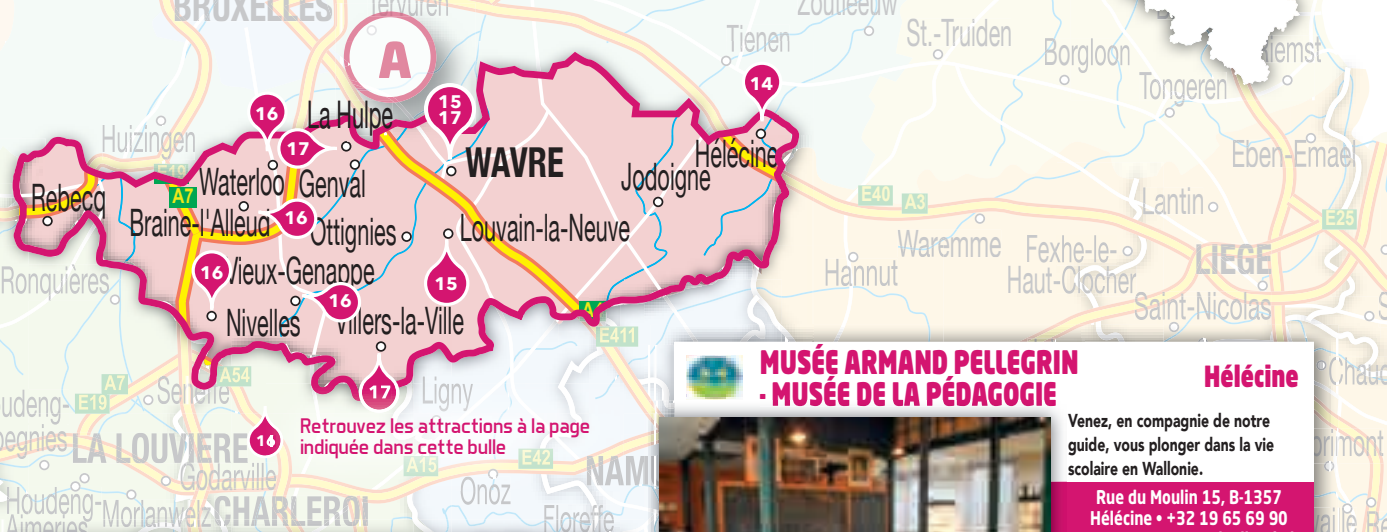 BRUXELLES
Tervuren
Zoutleeuw
St.-Truiden
Tienen
Borgloon
Tongeren
A
14
15
17
16
La Hulpe
Huizingen
17
WAVRE
Hélécine
Eben-Emael
E19
Waterloo
Genval
Jodoigne
Rebecq
A7
E40
A3
Lantin
Braine-l'Alleud
16
Ottignies
Louvain-la-Neuve
E25
Waremme
Fexhe-le-
Haut-Clocher
LIEGE
Ronquières
16
Vieux-Genappe
15
Hannut
Saint-Nicolas
16
Nivelles
Villers-la-Ville
E411
A7
E19
A54
17
Ligny
16
Retrouvez les attractions à la page
indiquée dans cette bulle
LA LOUVIERE
Godarville
A15
E42
Onoz
Houdeng-
Aimeries
Morlanwelz
CHARLEROI
Floreffe
MUSÉE ARMAND PELLEGRIN
- MUSÉE DE LA PÉDAGOGIE
Hélécine
Venez, en compagnie de notre
guide, vous plonger dans la vie
scolaire en Wallonie.
Rue du Moulin 15, B-1357
Hélécine • +32 19 65 69 90